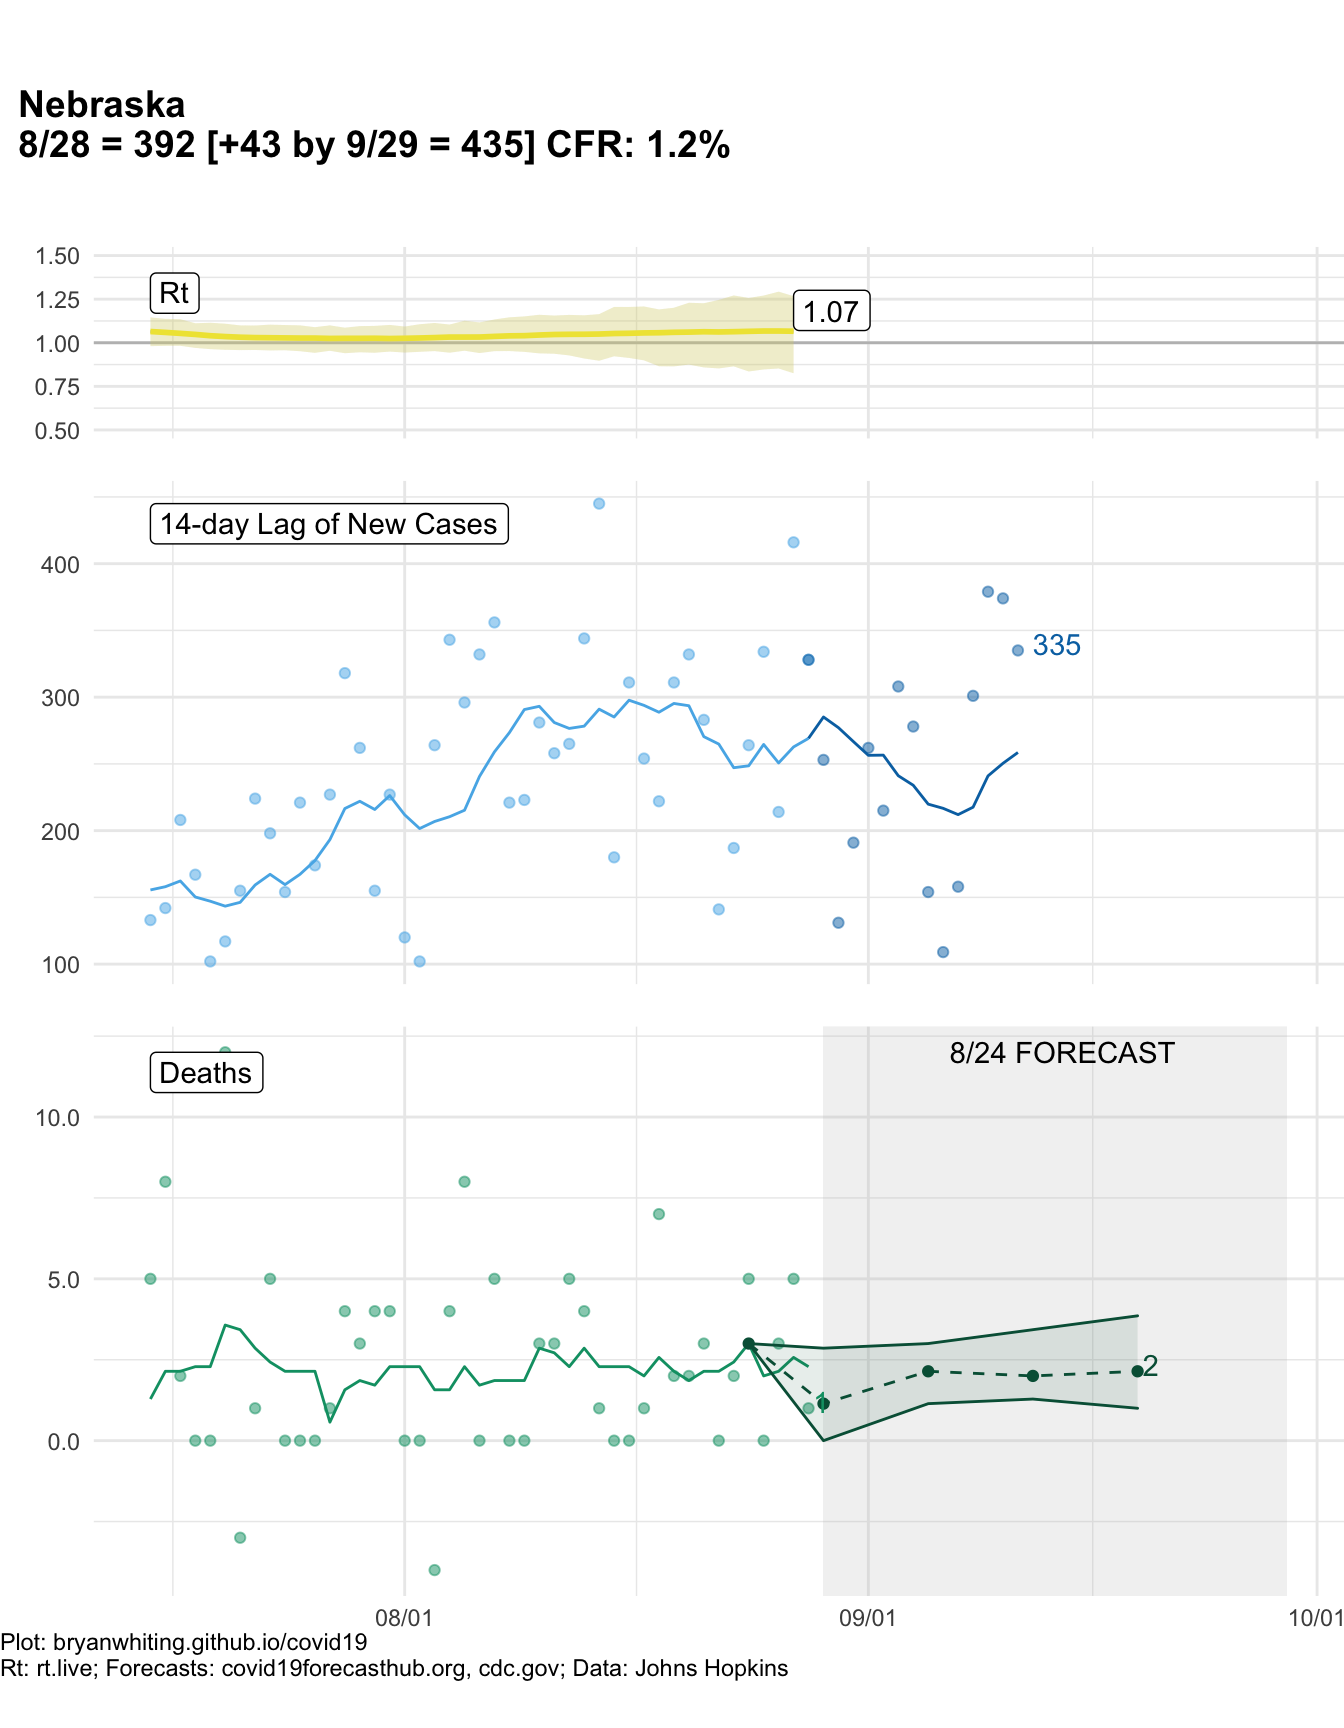 Nebraska
8/28 = 392 [+43 by 9/29 = 435] CFR: 1.2%
1.50
1.25
1.00
0.75
0.50
Rt
1.07
14-day Lag of New Cases
400
300
200
100
335
Deaths
8/24 FORECAST
10.0
5.0
0.0
1
2
08/01
09/01
10/01
Plot: bryanwhiting.github.io/covid19
Rt: rt.live; Forecasts: covid19forecasthub.org, cdc.gov; Data: Johns Hopkins